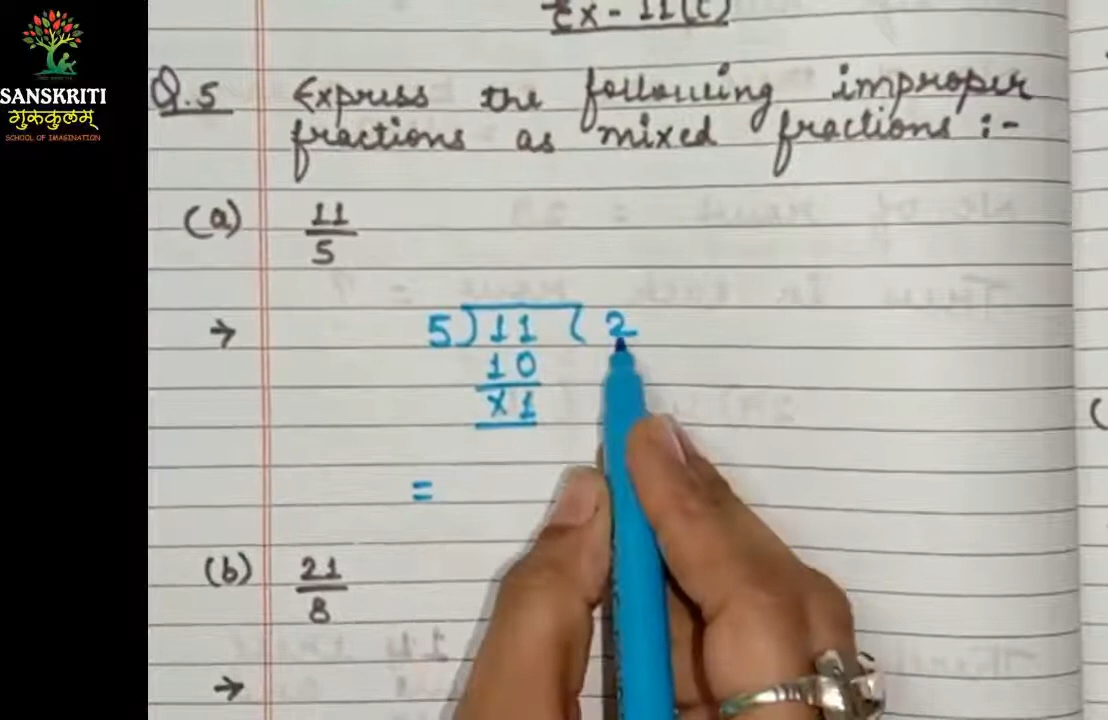 SANSKRITI
गुरुकुलम्
SCHOOL OF IMAGINATION
Ex - 11(C)
Q.5 Express the following improper
fractions as mixed fractions :-
(a) 11/5
→ 5)11(2
10
x1
=
(b) 21/8
→